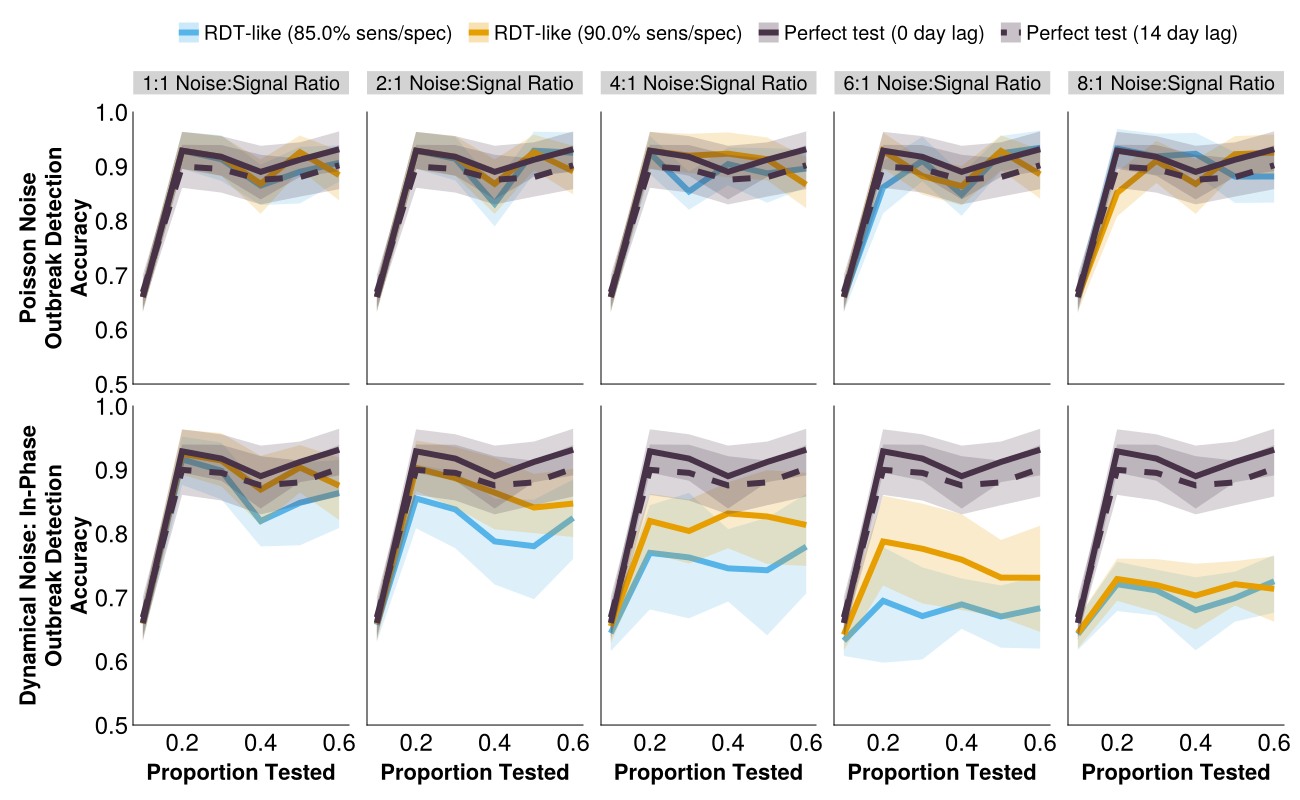 RDT-like (85.0% sens/spec) RDT-like (90.0% sens/spec) Perfect test (0 day lag) Perfect test (14 day lag)
1:1 Noise:Signal Ratio 2:1 Noise:Signal Ratio 4:1 Noise:Signal Ratio 6:1 Noise:Signal Ratio 8:1 Noise:Signal Ratio
Poisson Noise
Outbreak Detection
Accuracy
1.0
0.9
0.8
0.7
0.6
0.5
Dynamical Noise: In-Phase
Outbreak Detection
Accuracy
1.0
0.9
0.8
0.7
0.6
0.5
0.2 0.4 0.6 0.2 0.4 0.6 0.2 0.4 0.6 0.2 0.4 0.6 0.2 0.4 0.6
Proportion Tested Proportion Tested Proportion Tested Proportion Tested Proportion Tested